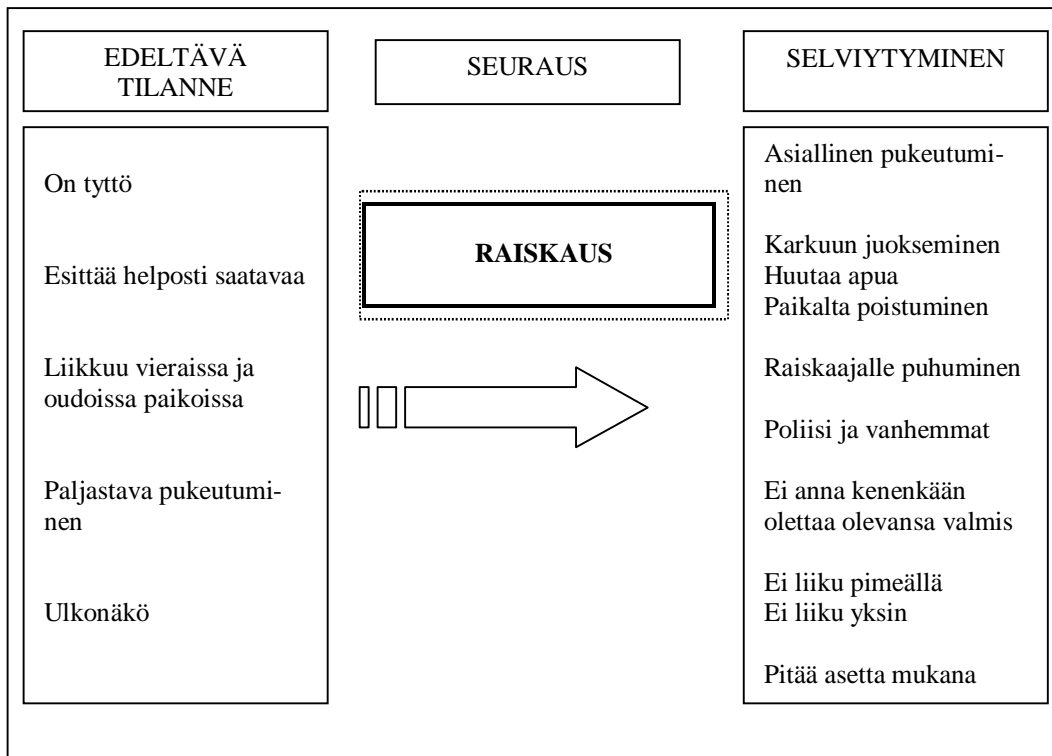 EDELTÄVÄ
TILANNE
SEURAUS
SELVIYTYMINEN
On tyttö
Esittää helposti saatavaa
Liikkuu vieraissa ja
oudoissa paikoissa
Paljastava pukeutumi-
nen
Ulkonäkö
RAISKAUS
Asiallinen pukeutumi-
nen
Karkuun juokseminen
Huutaa apua
Paikalta poistuminen
Raiskaajalle puhuminen
Poliisi ja vanhemmat
Ei anna kenenkään
olettaa olevansa valmis
Ei liiku pimeällä
Ei liiku yksin
Pitää asetta mukana